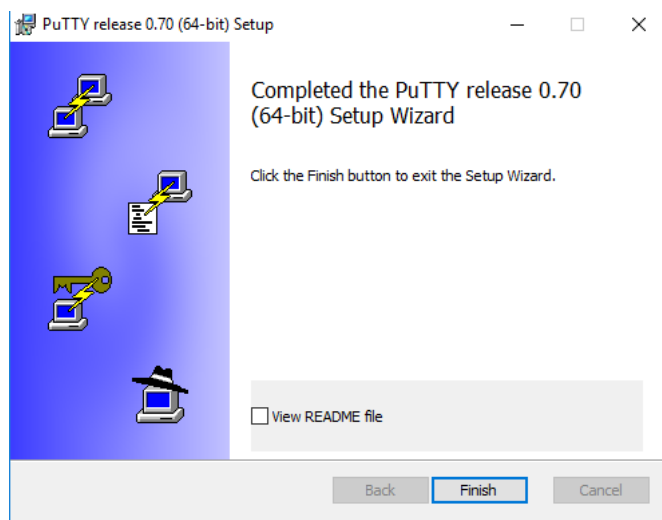 PuTTY release 0.70 (64-bit) Setup
Completed the PuTTY release 0.70
(64-bit) Setup Wizard
Click the Finish button to exit the Setup Wizard.
View README file
Back Finish Cancel